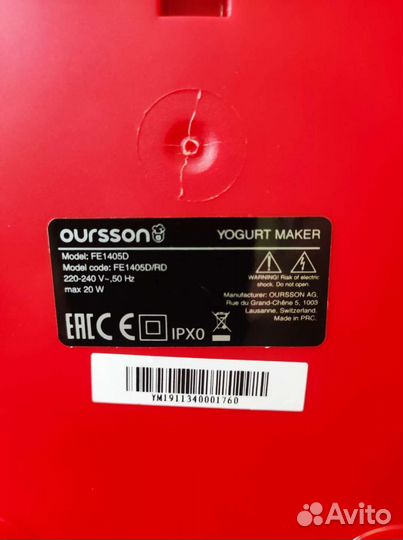 oursson
YOGURT MAKER
Model: FE1405D
Model code: FE1405D/RD
220-240 V~,50 Hz
max 20 W
WARNING! Risk of electric
shock. Do not open.
Manufacturer: OURSSON AG,
Rue du Grand-Chêne 5, 1003
Lausanne, Switzerland.
Made in PRC.
EAC CE IPX0
YM1911340001760
Avito